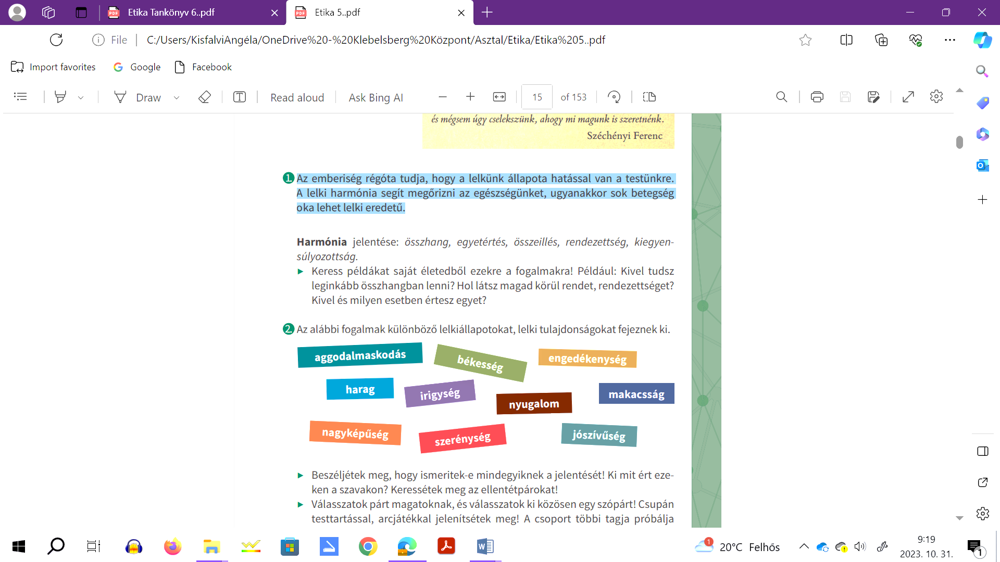 Etika Tankönyv 6..pdf
Etika 5..pdf
File
C:/Users/KisfalviAngéla/OneDrive%20-%20Klebelsberg%20Központ/Asztal/Etika/Etika%205..pdf
Import favorites
Google
Facebook
Draw
Read aloud
Ask Bing AI
15
of 153
és mégsem úgy cselekszünk, ahogy mi magunk is szeretnénk.
Széchényi Ferenc
1. Az emberiség régóta tudja, hogy a lelkünk állapota hatással van a testünkre.
A lelki harmónia segít megőrizni az egészségünket, ugyanakkor sok betegség
oka lehet lelki eredetű.
Harmónia jelentése: összhang, egyetértés, összeillés, rendezettség, kiegyen-
súlyozottság.
► Keress példákat saját életedből ezekre a fogalmakra! Például: Kivel tudsz
leginkább összhangban lenni? Hol látsz magad körül rendet, rendezettséget?
Kivel és milyen esetben értesz egyet?
2. Az alábbi fogalmak különböző lelkiállapotokat, lelki tulajdonságokat fejeznek ki.
aggodalmaskodás
békesség
engedékenység
harag
irigység
nyugalom
makacsság
nagyképűség
szerénység
jószívűség
► Beszéljétek meg, hogy ismeritek-e mindegyiknek a jelentését! Ki mit ért eze-
ken a szavakon? Keressétek meg az ellentétpárokat!
► Válasszatok párt magatoknak, és válasszatok ki közösen egy szópárt! Csupán
testtartással, arcjátékkal jelenítsétek meg! A csoport többi tagja próbálja
1
20°C Felhős
9:19
2023. 10. 31.
1